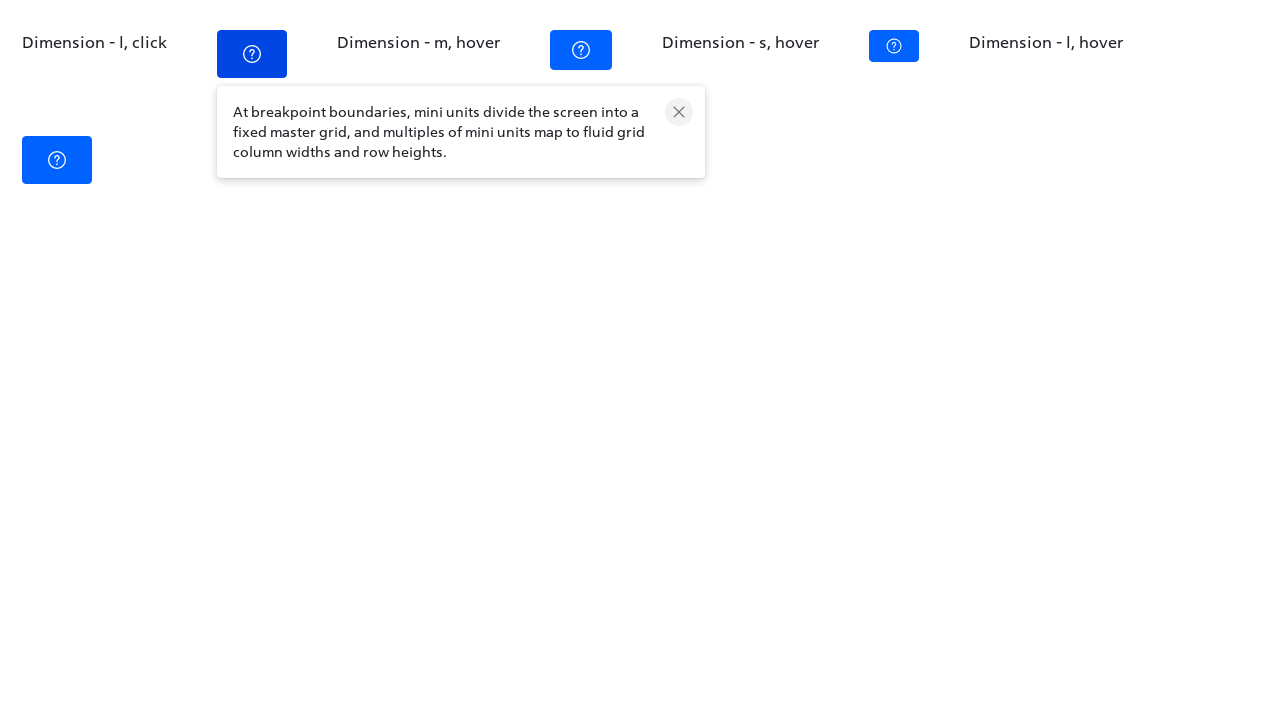 Dimension - l, click
Dimension - m, hover
Dimension - s, hover
Dimension - l, hover
At breakpoint boundaries, mini units divide the screen into a
fixed master grid, and multiples of mini units map to fluid grid
column widths and row heights.